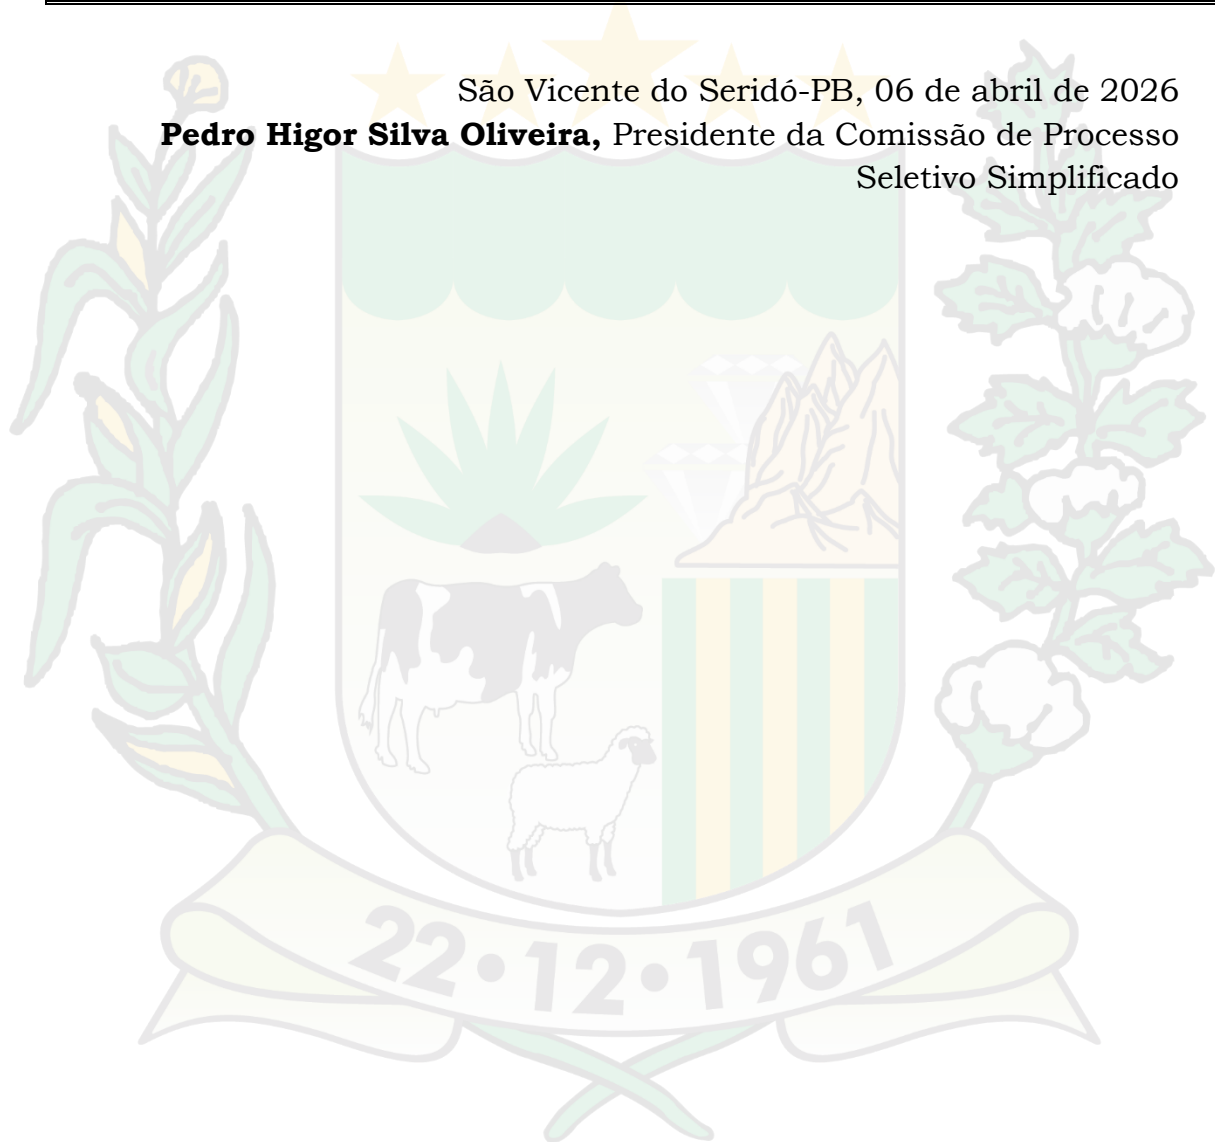 São Vicente do Seridó-PB, 06 de abril de 2026
Pedro Higor Silva Oliveira, Presidente da Comissão de Processo
Seletivo Simplificado
22•12•1961